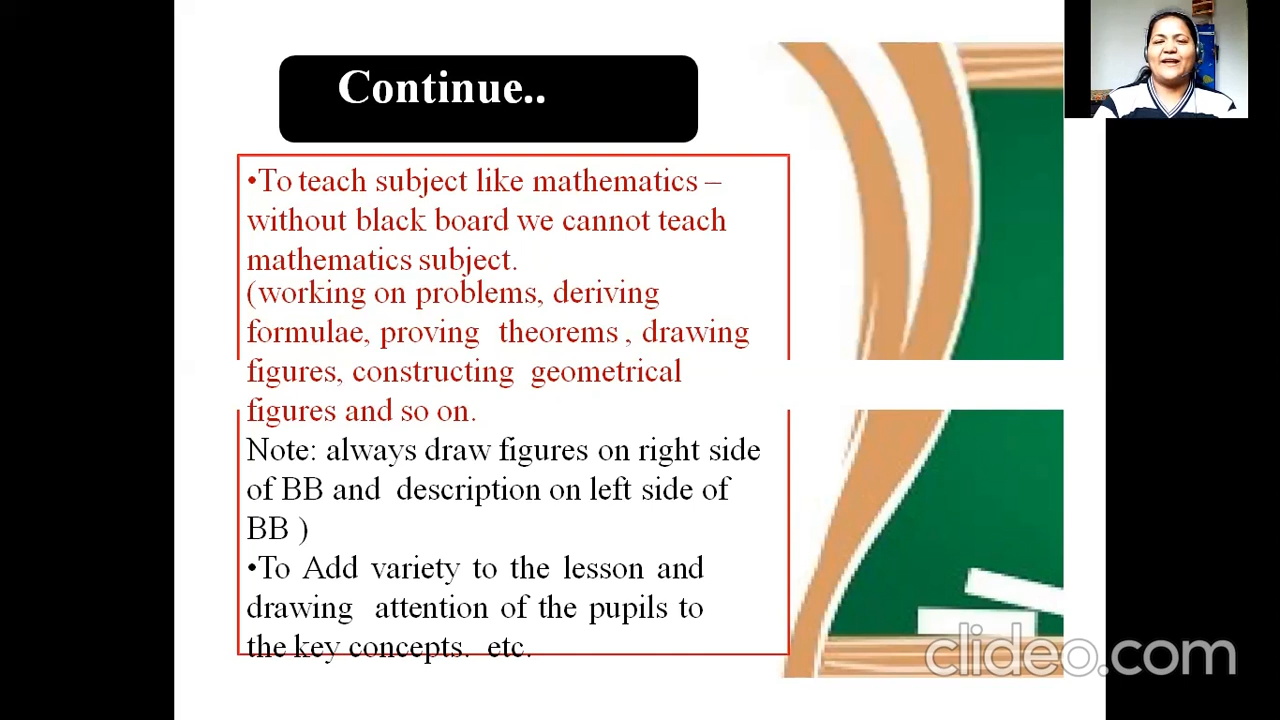 Continue..
•To teach subject like mathematics –
without black board we cannot teach
mathematics subject.
(working on problems, deriving
formulae, proving theorems , drawing
figures, constructing geometrical
figures and so on.
Note: always draw figures on right side
of BB and description on left side of
BB )
•To Add variety to the lesson and
drawing attention of the pupils to
the key concepts. etc.
clideo.com